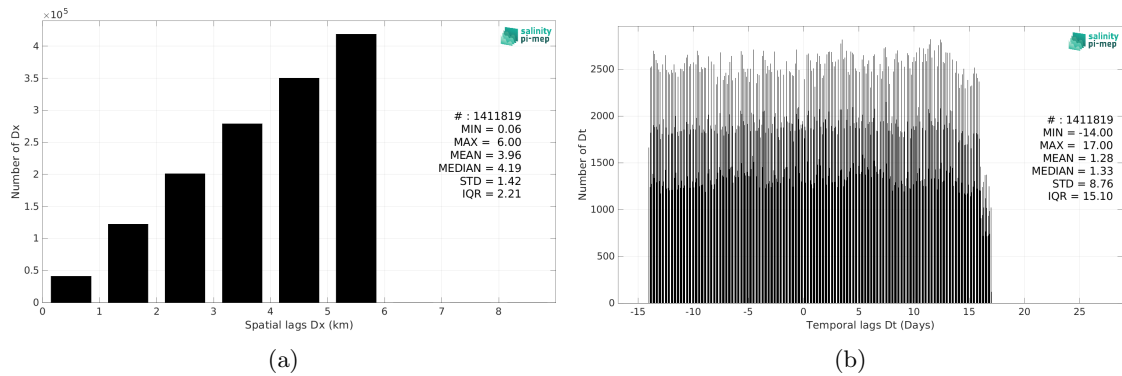 ×10⁵
4
3.5
3
2.5
2
1.5
1
0.5
0
Number of Dx
salinity
pi-mep
# : 1411819
MIN = 0.06
MAX = 6.00
MEAN = 3.96
MEDIAN = 4.19
STD = 1.42
IQR = 2.21
0 1 2 3 4 5 6 7 8
Spatial lags Dx (km)
(a)
2500
2000
1500
1000
500
0
Number of Dt
salinity
pi-mep
# : 1411819
MIN = -14.00
MAX = 17.00
MEAN = 1.28
MEDIAN = 1.33
STD = 8.76
IQR = 15.10
-15 -10 -5 0 5 10 15 20 25
Temporal lags Dt (Days)
(b)